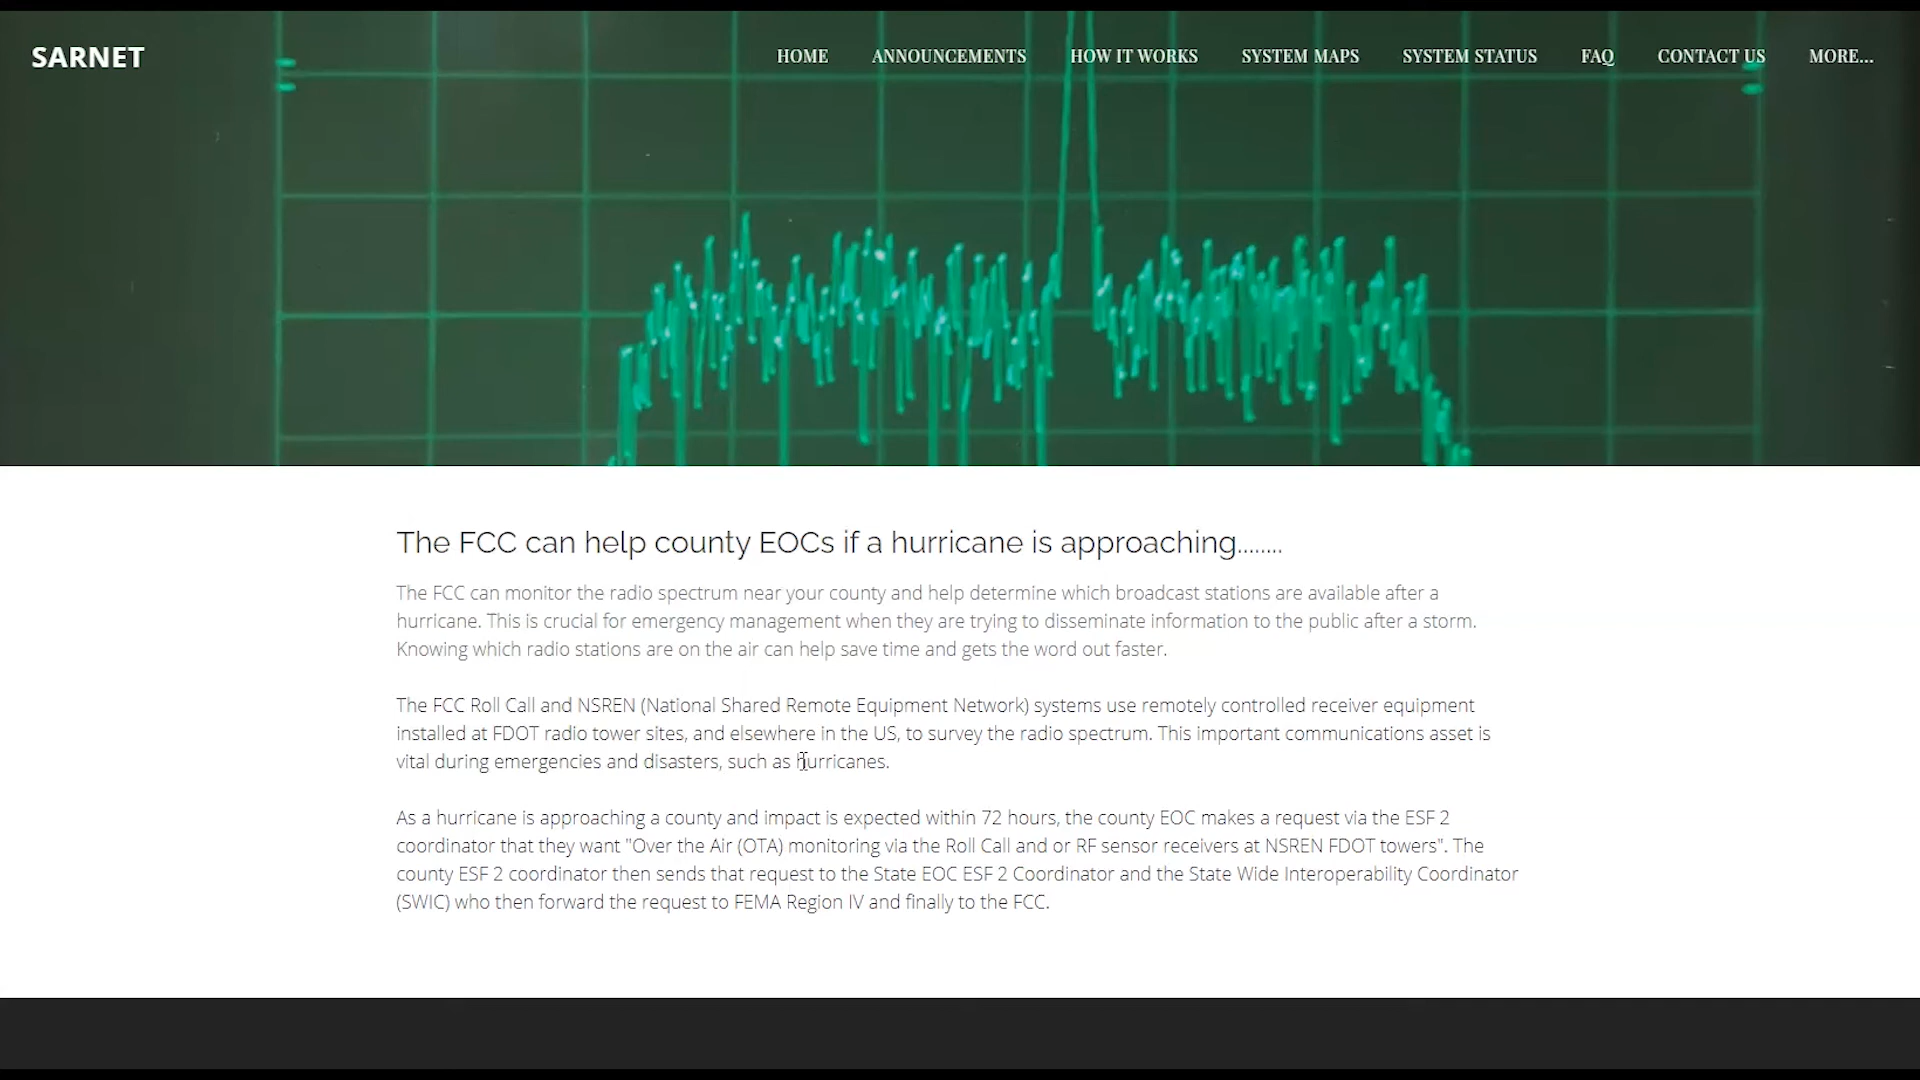 SARNET
HOME ANNOUNCEMENTS HOW IT WORKS SYSTEM MAPS SYSTEM STATUS FAQ CONTACT US MORE...
The FCC can help county EOCs if a hurricane is approaching........
The FCC can monitor the radio spectrum near your county and help determine which broadcast stations are available after a
hurricane. This is crucial for emergency management when they are trying to disseminate information to the public after a storm.
Knowing which radio stations are on the air can help save time and gets the word out faster.
The FCC Roll Call and NSREN (National Shared Remote Equipment Network) systems use remotely controlled receiver equipment
installed at FDOT radio tower sites, and elsewhere in the US, to survey the radio spectrum. This important communications asset is
vital during emergencies and disasters, such as hurricanes.
As a hurricane is approaching a county and impact is expected within 72 hours, the county EOC makes a request via the ESF 2
coordinator that they want "Over the Air (OTA) monitoring via the Roll Call and or RF sensor receivers at NSREN FDOT towers". The
county ESF 2 coordinator then sends that request to the State EOC ESF 2 Coordinator and the State Wide Interoperability Coordinator
(SWIC) who then forward the request to FEMA Region IV and finally to the FCC.